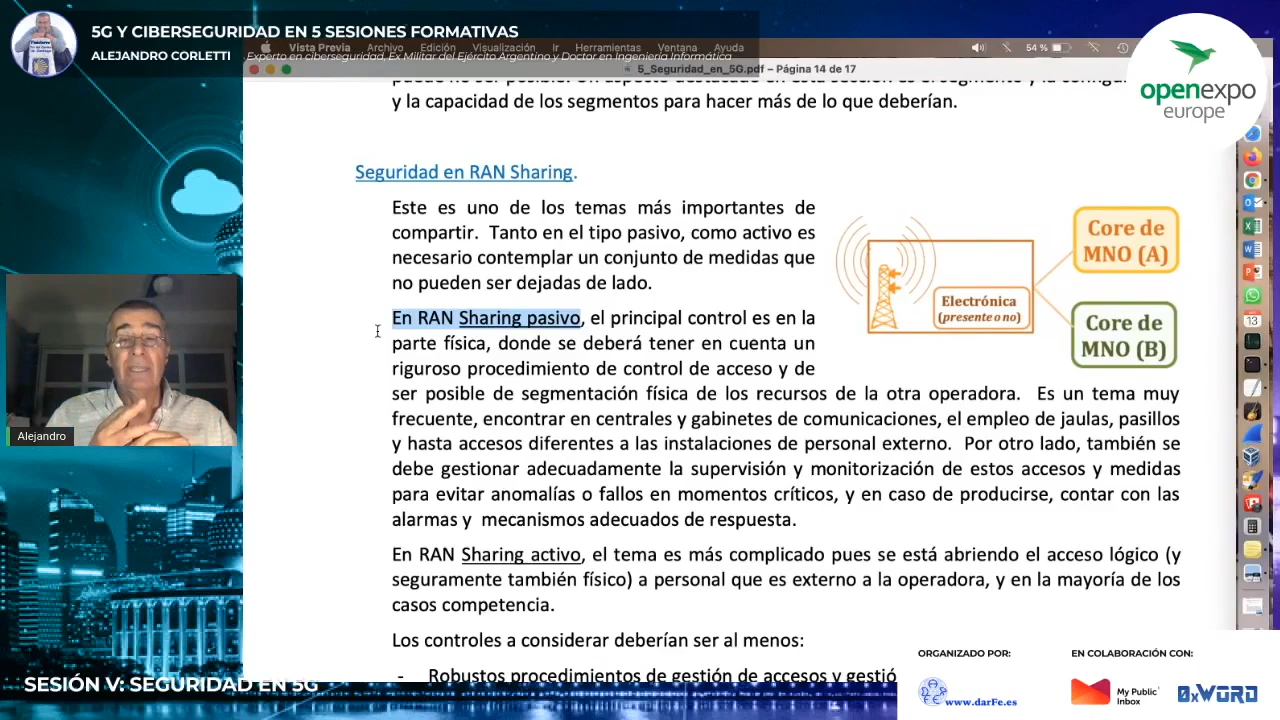 5G Y CIBERSEGURIDAD EN 5 SESIONES FORMATIVAS
ALEJANDRO CORLETTI Experto en ciberseguridad, Ex Militar del Ejército Argentino y Doctor en Ingeniería Informática
Vista Previa Archivo Edición Visualización Ir Herramientas Ventana Ayuda
54 %
5_Seguridad_en_5G.pdf – Página 14 de 17
openexpo
europe
y la capacidad de los segmentos para hacer más de lo que deberían.
Seguridad en RAN Sharing.
Este es uno de los temas más importantes de
compartir. Tanto en el tipo pasivo, como activo es
necesario contemplar un conjunto de medidas que
no pueden ser dejadas de lado.
En RAN Sharing pasivo, el principal control es en la
parte física, donde se deberá tener en cuenta un
riguroso procedimiento de control de acceso y de
ser posible de segmentación física de los recursos de la otra operadora. Es un tema muy
frecuente, encontrar en centrales y gabinetes de comunicaciones, el empleo de jaulas, pasillos
y hasta accesos diferentes a las instalaciones de personal externo. Por otro lado, también se
debe gestionar adecuadamente la supervisión y monitorización de estos accesos y medidas
para evitar anomalías o fallos en momentos críticos, y en caso de producirse, contar con las
alarmas y mecanismos adecuados de respuesta.
Electrónica
(presente o no)
Core de
MNO (A)
Core de
MNO (B)
En RAN Sharing activo, el tema es más complicado pues se está abriendo el acceso lógico (y
seguramente también físico) a personal que es externo a la operadora, y en la mayoría de los
casos competencia.
Los controles a considerar deberían ser al menos:
- Robustos procedimientos de gestión de accesos y gestió
Alejandro
SESIÓN V: SEGURIDAD EN 5G
ORGANIZADO POR:
www.darFe.es
EN COLABORACIÓN CON:
My Public
Inbox
0xWORD